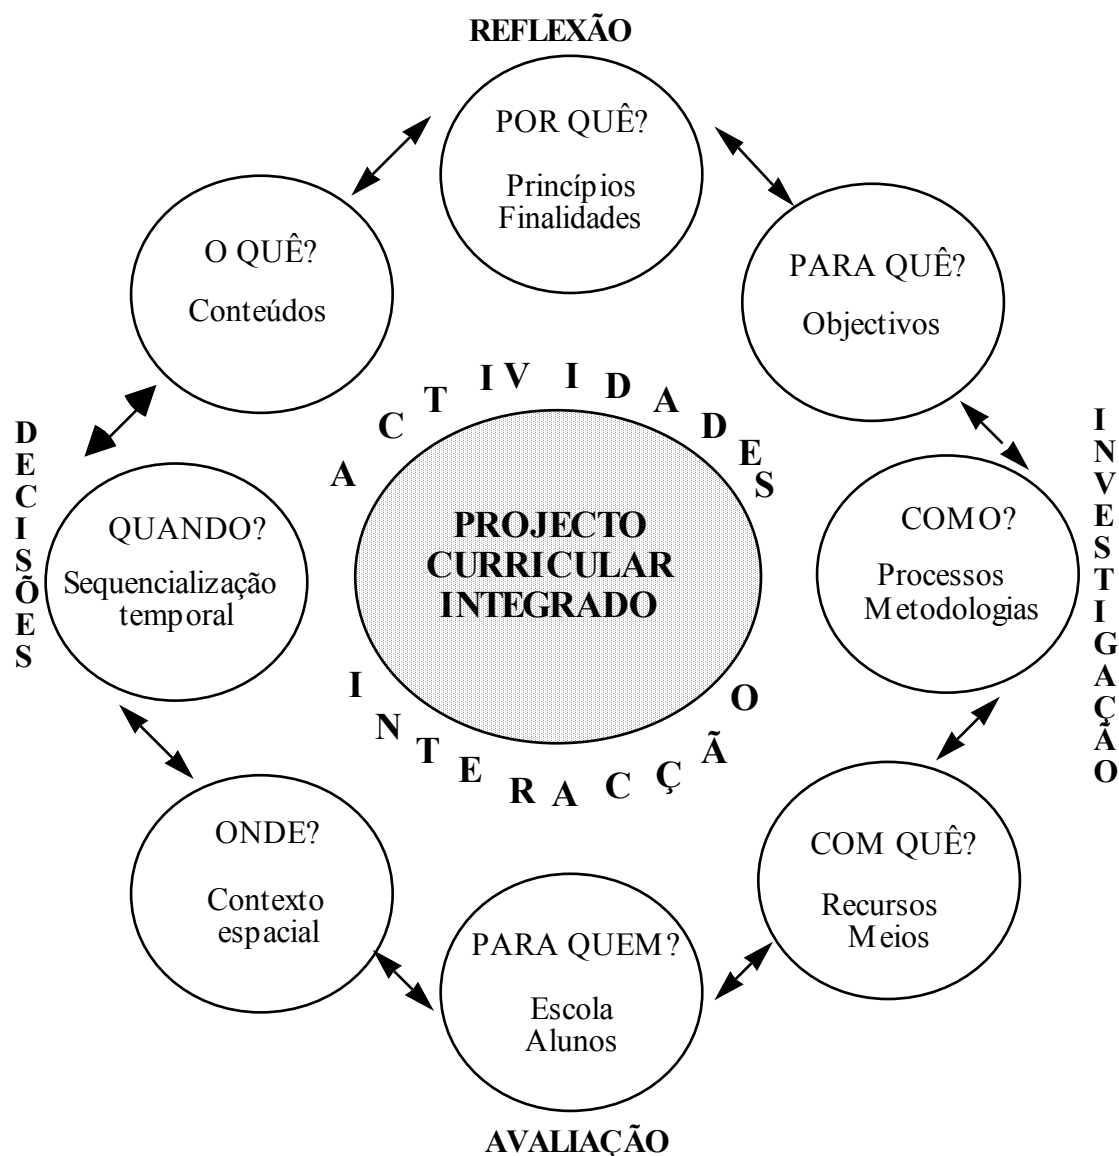 REFLEXÃO
POR QUÊ?
Princípios
Finalidades
O QUÊ?
Conteúdos
PARA QUÊ?
Objectivos
ACTIVIDADES
DECISÕES
INVESTIGAÇÃO
PROJECTO
CURRICULAR
INTEGRADO
QUANDO?
Sequencialização
temporal
COMO?
Processos
Metodologias
INTERACÇÃO
ONDE?
Contexto
espacial
COM QUÊ?
Recursos
Meios
PARA QUEM?
Escola
Alunos
AVALIAÇÃO